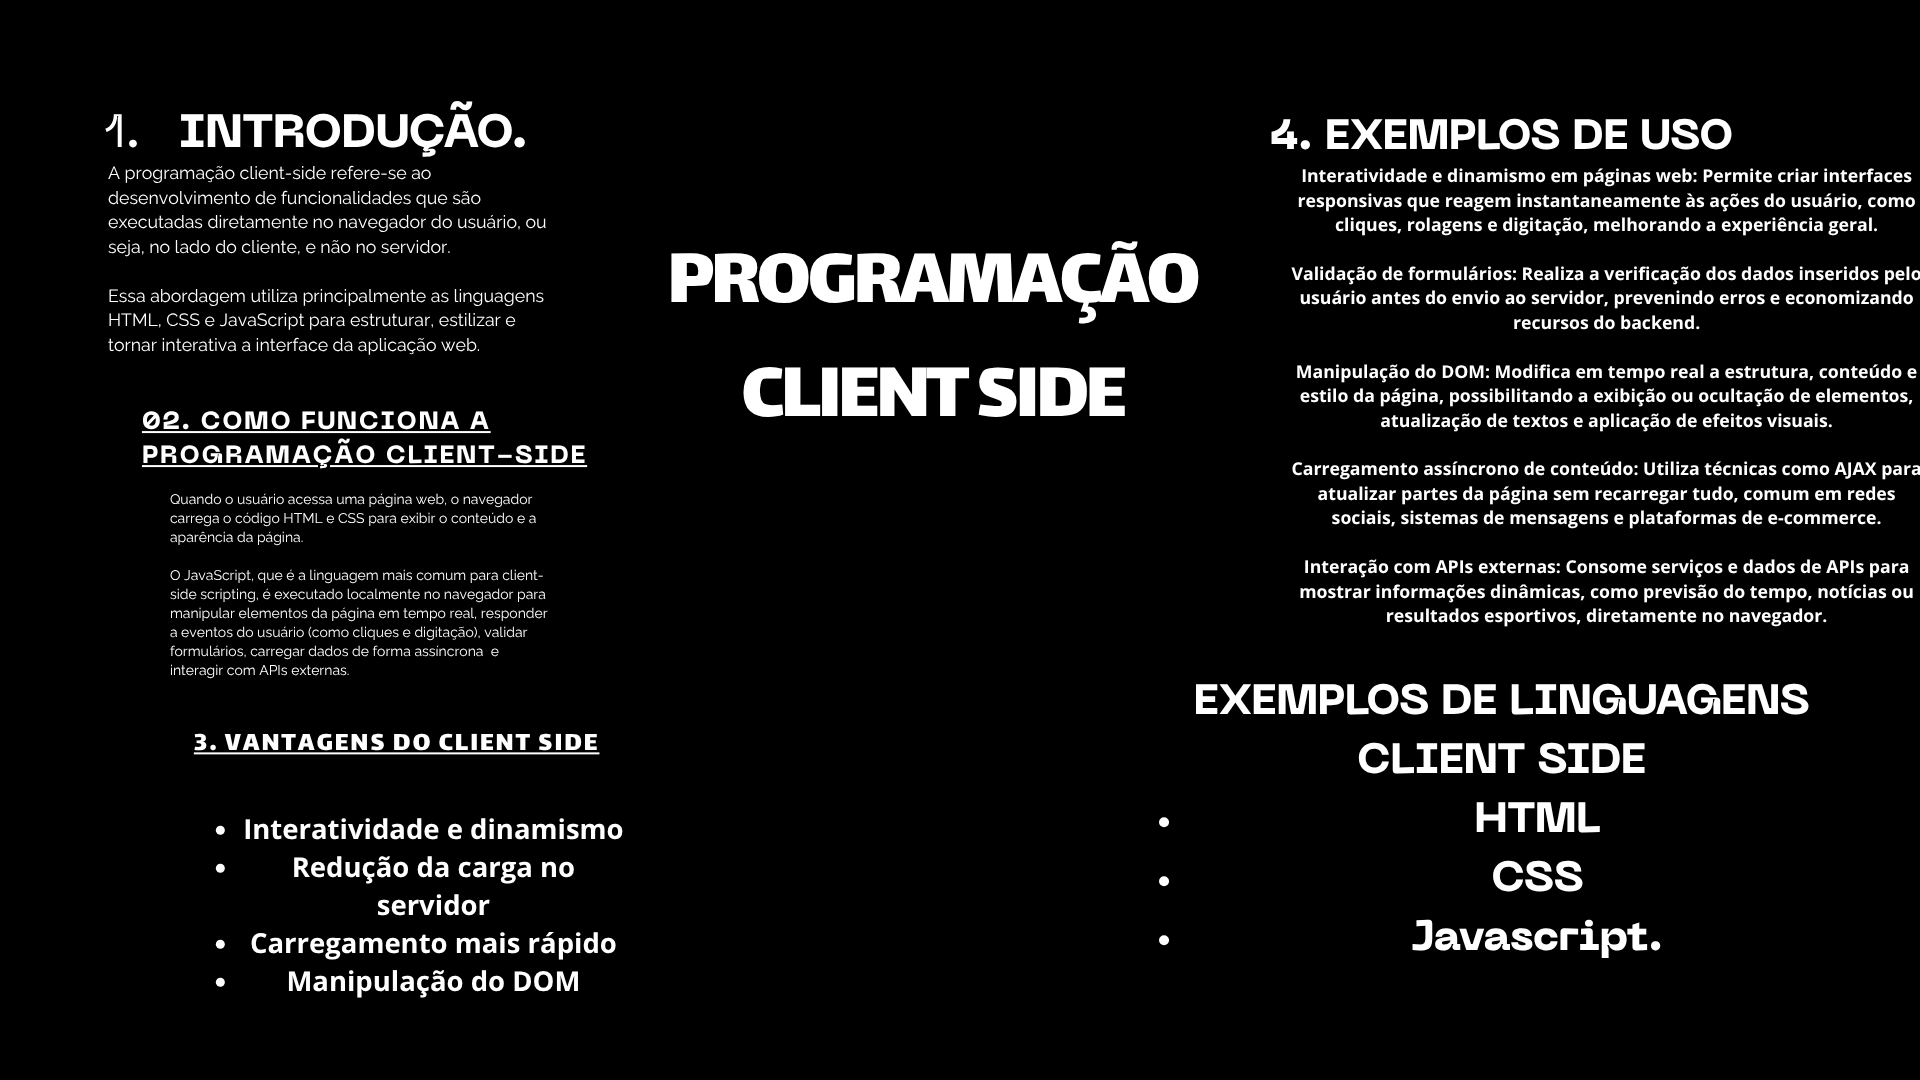 1. INTRODUÇÃO.
A programação client-side refere-se ao
desenvolvimento de funcionalidades que são
executadas diretamente no navegador do usuário, ou
seja, no lado do cliente, e não no servidor.
Essa abordagem utiliza principalmente as linguagens
HTML, CSS e JavaScript para estruturar, estilizar e
tornar interativa a interface da aplicação web.
02. COMO FUNCIONA A
PROGRAMAÇÃO CLIENT-SIDE
Quando o usuário acessa uma página web, o navegador
carrega o código HTML e CSS para exibir o conteúdo e a
aparência da página.
O JavaScript, que é a linguagem mais comum para client-
side scripting, é executado localmente no navegador para
manipular elementos da página em tempo real, responder
a eventos do usuário (como cliques e digitação), validar
formulários, carregar dados de forma assíncrona e
interagir com APIs externas.
3. VANTAGENS DO CLIENT SIDE
• Interatividade e dinamismo
• Redução da carga no
servidor
• Carregamento mais rápido
• Manipulação do DOM
PROGRAMAÇÃO
CLIENT SIDE
4. EXEMPLOS DE USO
Interatividade e dinamismo em páginas web: Permite criar interfaces
responsivas que reagem instantaneamente às ações do usuário, como
cliques, rolagens e digitação, melhorando a experiência geral.
Validação de formulários: Realiza a verificação dos dados inseridos pelo
usuário antes do envio ao servidor, prevenindo erros e economizando
recursos do backend.
Manipulação do DOM: Modifica em tempo real a estrutura, conteúdo e
estilo da página, possibilitando a exibição ou ocultação de elementos,
atualização de textos e aplicação de efeitos visuais.
Carregamento assíncrono de conteúdo: Utiliza técnicas como AJAX para
atualizar partes da página sem recarregar tudo, comum em redes
sociais, sistemas de mensagens e plataformas de e-commerce.
Interação com APIs externas: Consome serviços e dados de APIs para
mostrar informações dinâmicas, como previsão do tempo, notícias ou
resultados esportivos, diretamente no navegador.
EXEMPLOS DE LINGUAGENS
CLIENT SIDE
• HTML
• CSS
• Javascript.